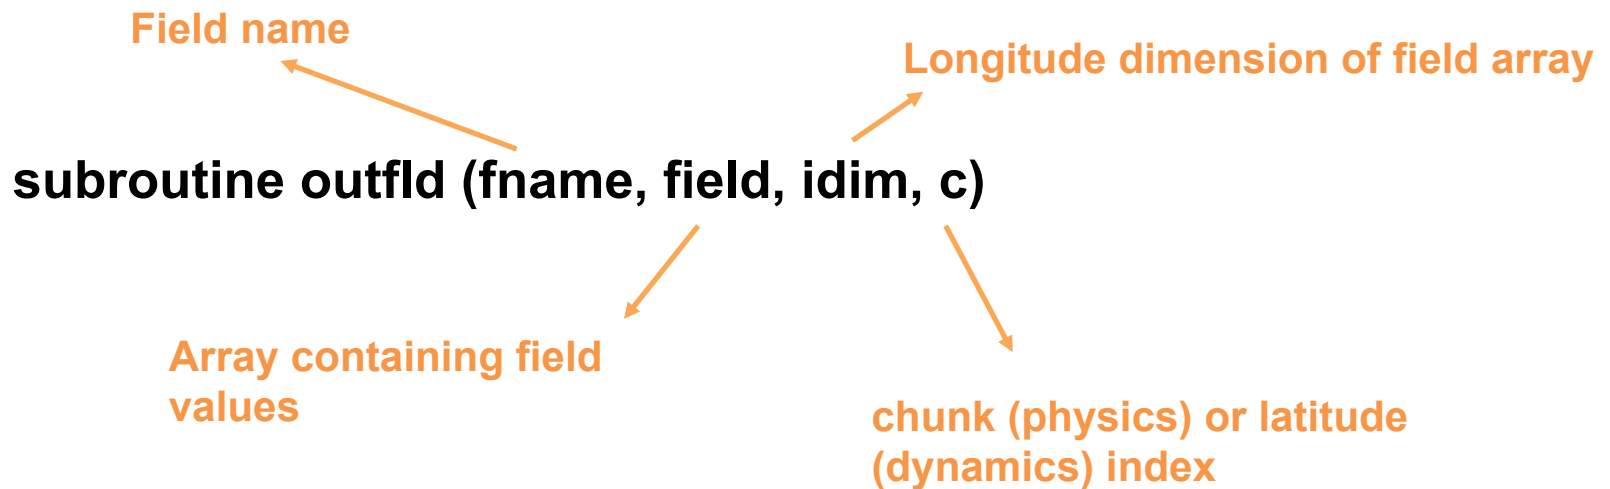 Field name
Longitude dimension of field array
subroutine outfld (fname, field, idim, c)
Array containing field
values
chunk (physics) or latitude
(dynamics) index